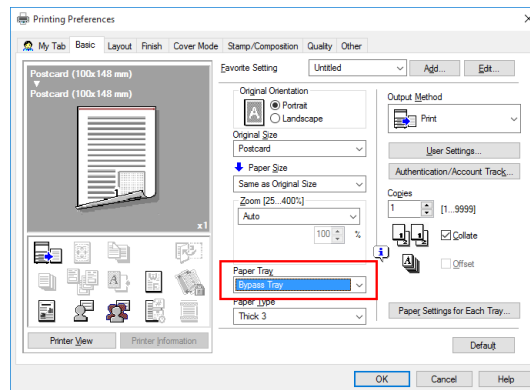 Printing Preferences
My Tab Basic Layout Finish Cover Mode Stamp/Composition Quality Other
Postcard (100x148 mm)
Postcard (100x148 mm)
1
x1
Printer View
Printer Information
Favorite Setting
Untitled
Add...
Edit...
Original Orientation
A
Portrait
Landscape
Original Size
Postcard
Paper Size
Same as Original Size
Zoom [25...400%]
Auto
100 %
Paper Tray
Bypass Tray
Paper Type
Thick 3
Output Method
Print
User Settings...
Authentication/Account Track...
Copies
1 [1...9999]
Collate
Offset
Paper Settings for Each Tray...
Default
OK Cancel Help